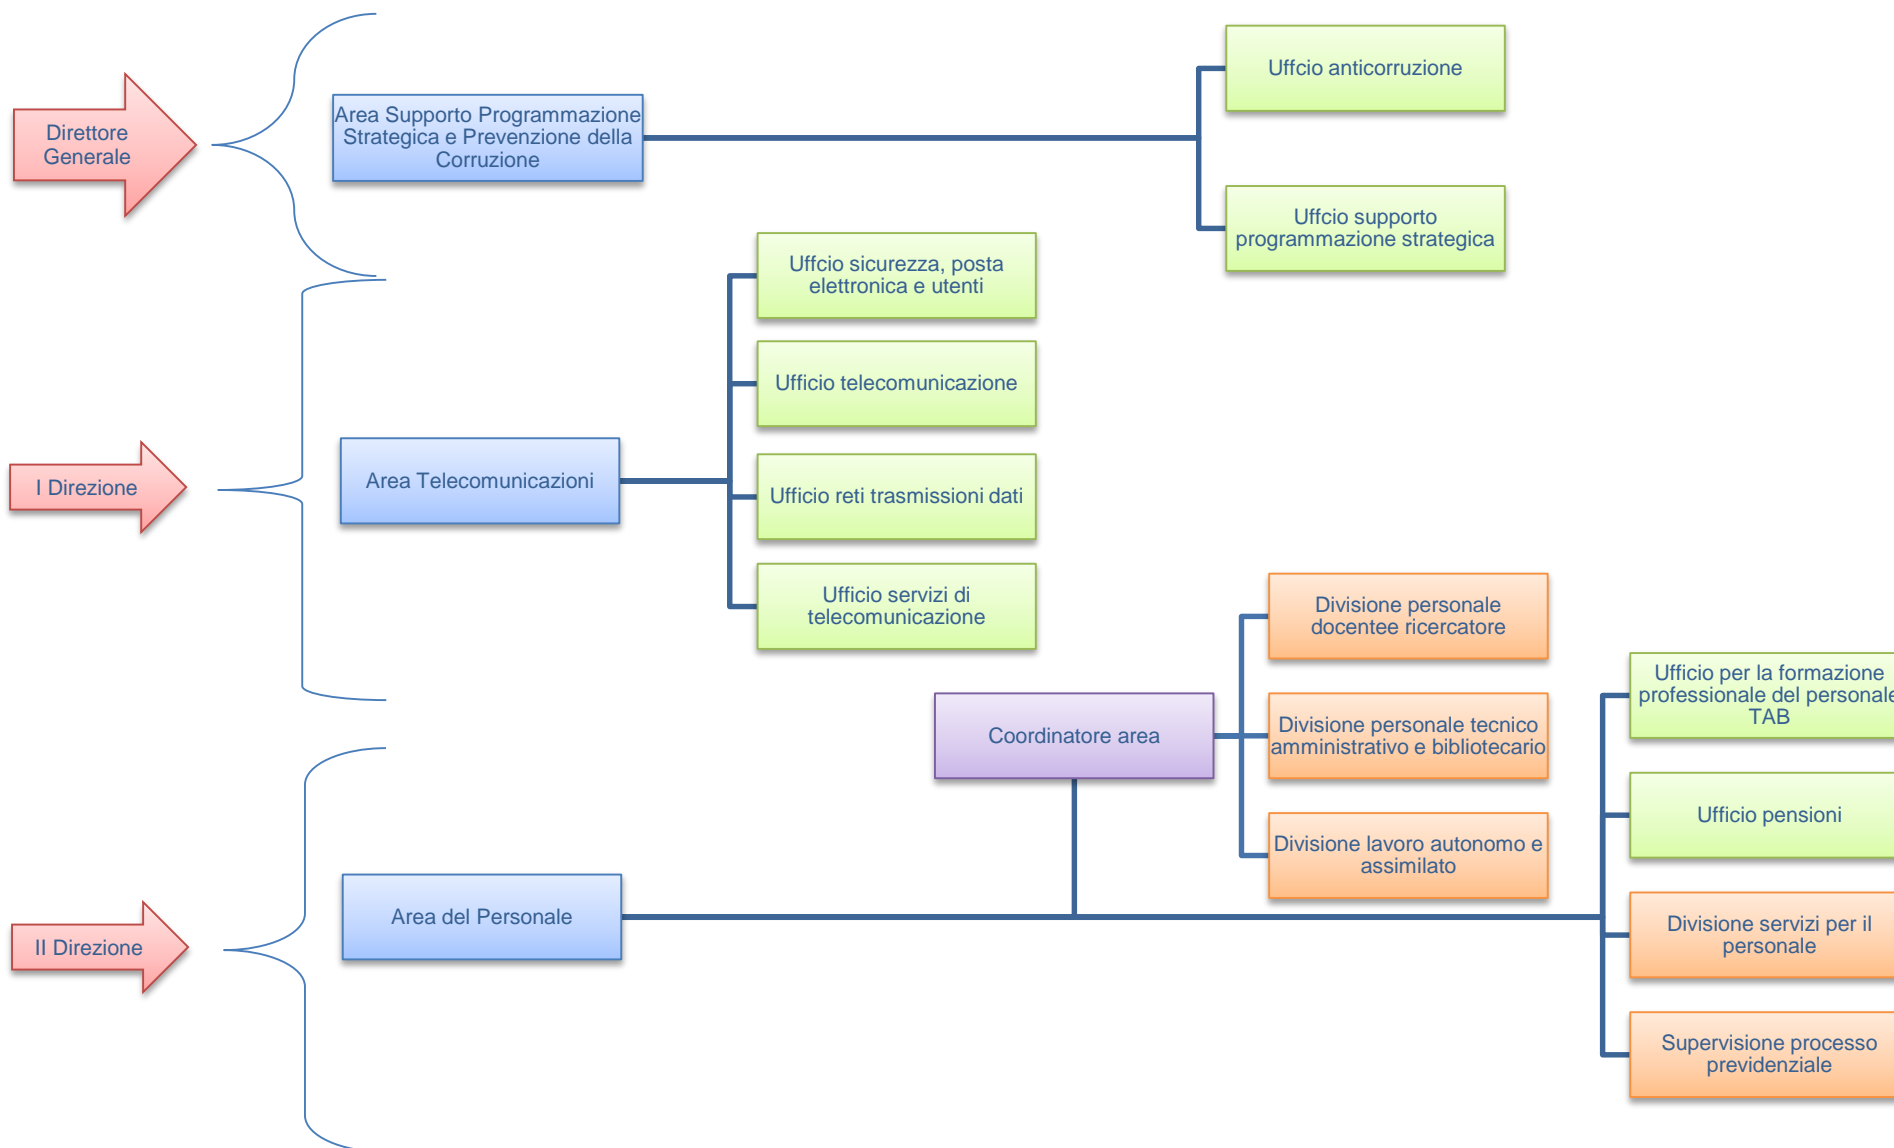 Direttore
Generale
Area Supporto Programmazione
Strategica e Prevenzione della
Corruzione
Uffcio anticorruzione
Uffcio supporto
programmazione strategica
I Direzione
Area Telecomunicazioni
Uffcio sicurezza, posta
elettronica e utenti
Ufficio telecomunicazione
Ufficio reti trasmissioni dati
Ufficio servizi di
telecomunicazione
II Direzione
Area del Personale
Coordinatore area
Divisione personale
docentee ricercatore
Divisione personale tecnico
amministrativo e bibliotecario
Divisione lavoro autonomo e
assimilato
Ufficio per la formazione
professionale del personale
TAB
Ufficio pensioni
Divisione servizi per il
personale
Supervisione processo
previdenziale